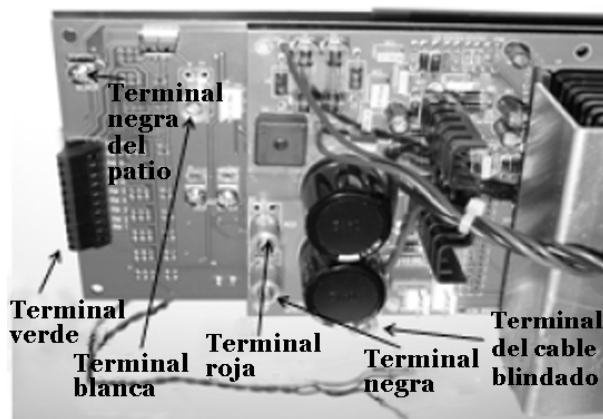 Terminal
negra
del
patio
Terminal
verde
Terminal
blanca
Terminal
roja
Terminal
negra
Terminal
del cable
blindado